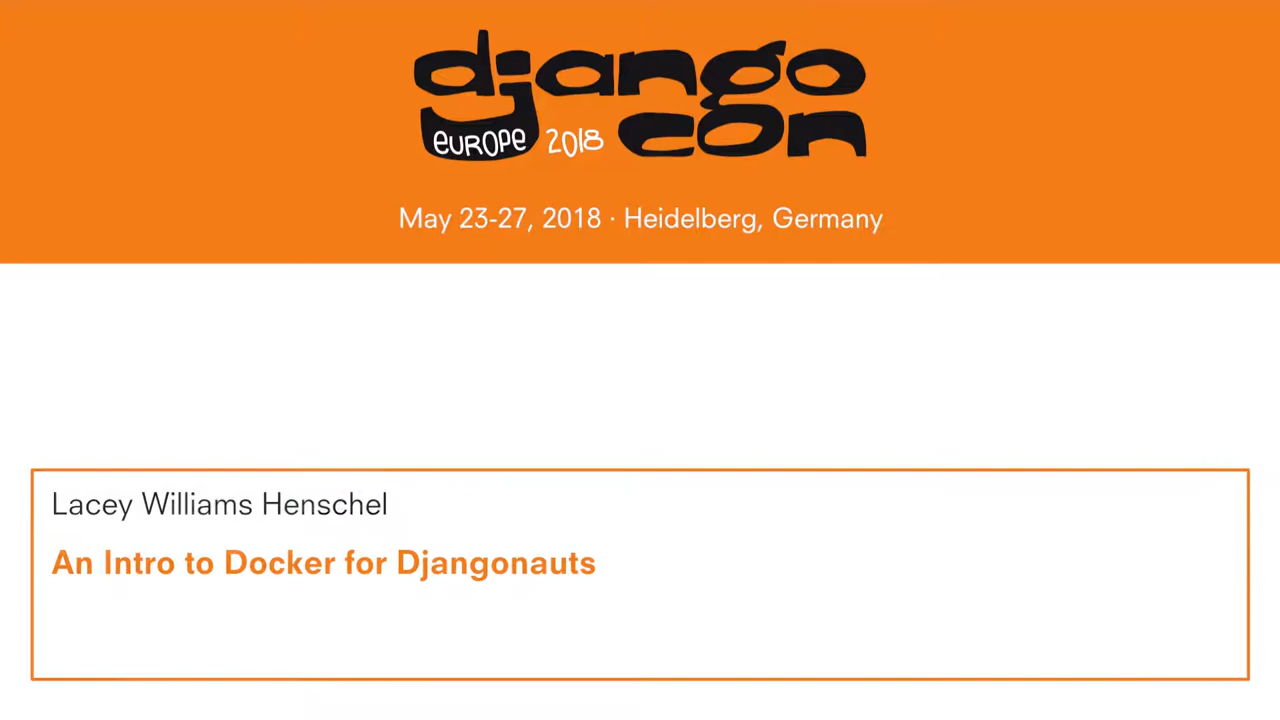 django
con
EUROPE 2018
May 23-27, 2018 · Heidelberg, Germany
Lacey Williams Henschel
An Intro to Docker for Djangonauts